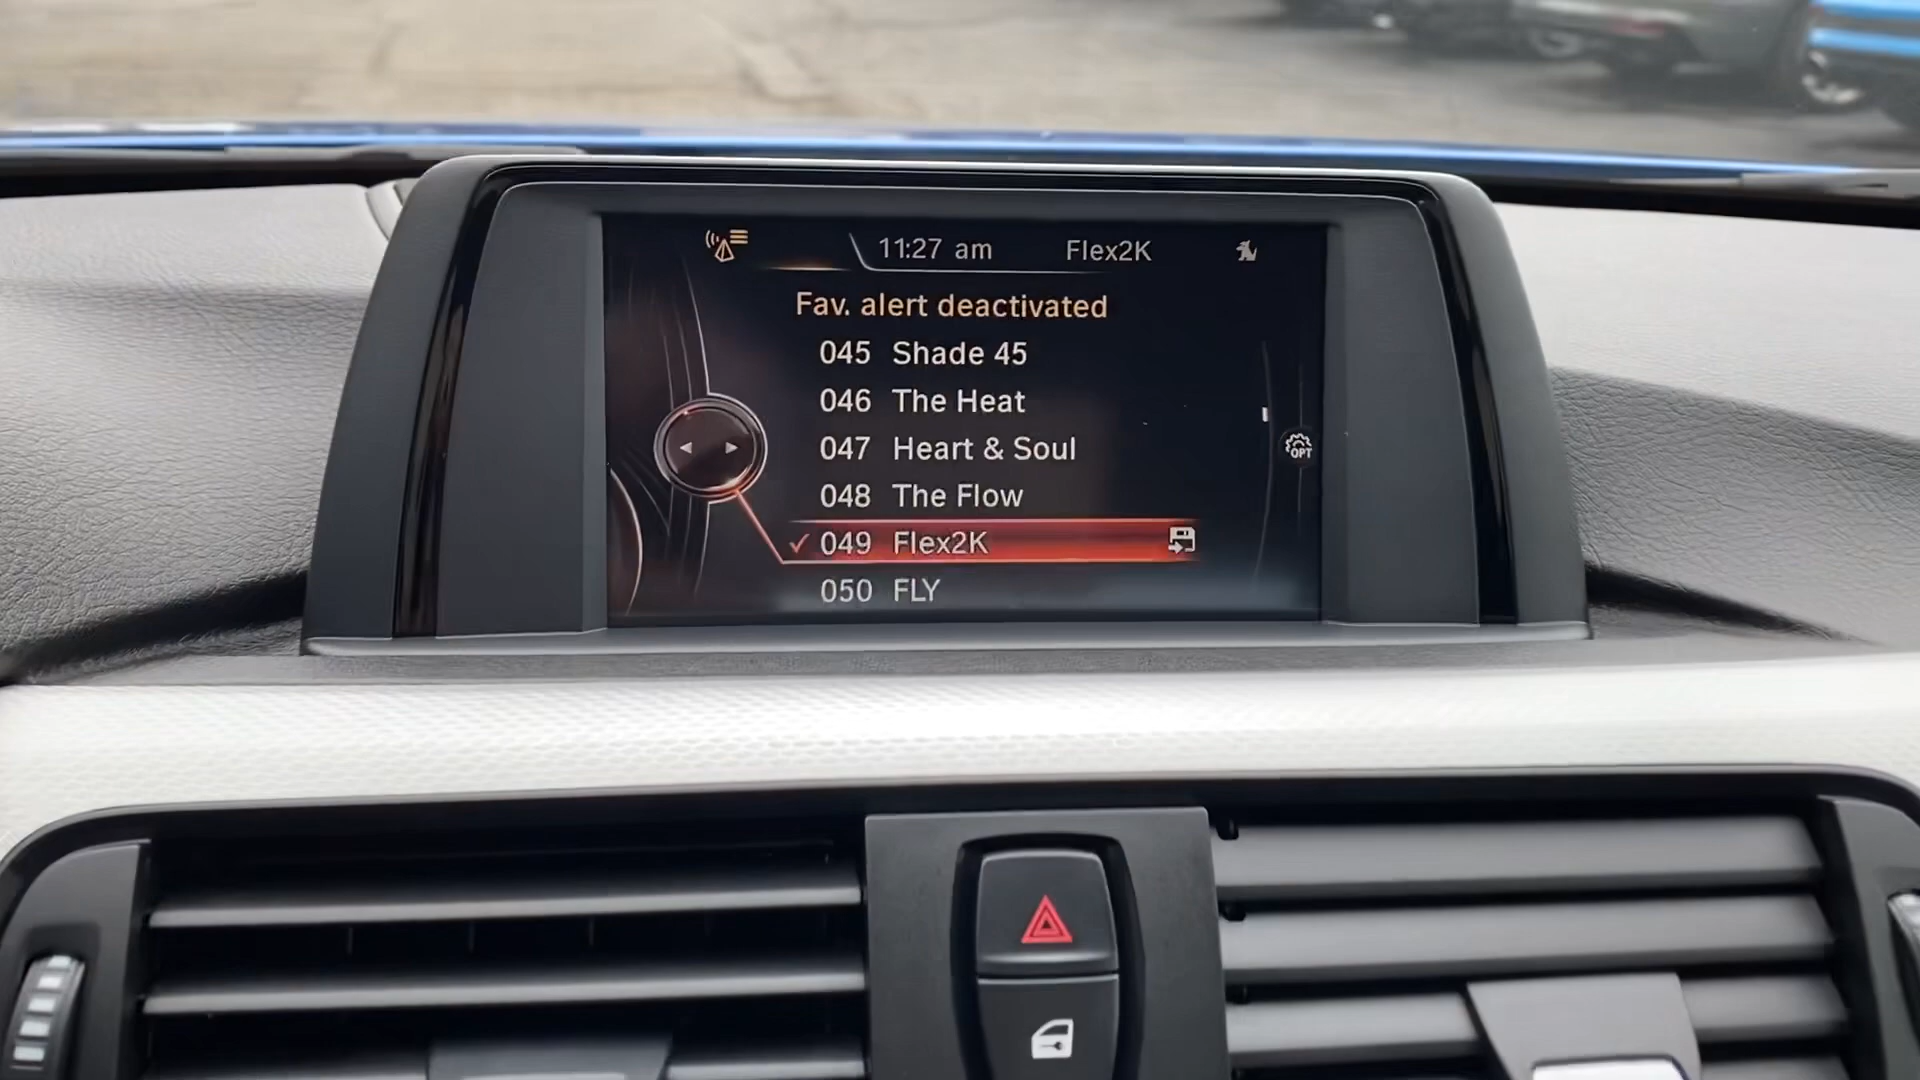 11:27 am Flex2K
Fav. alert deactivated
045 Shade 45
046 The Heat
047 Heart & Soul
048 The Flow
049 Flex2K
050 FLY
OPT